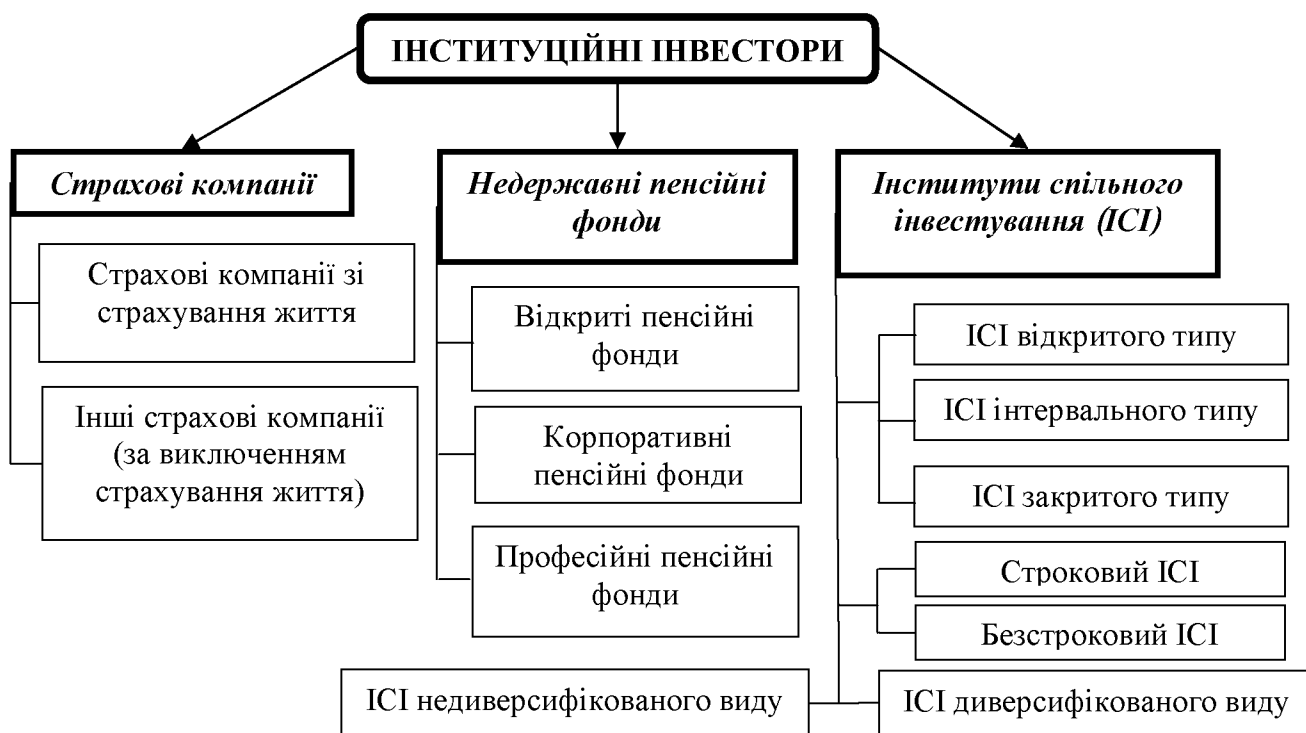 ІНСТИТУЦІЙНІ ІНВЕСТОРИ
Страхові компанії
Страхові компанії зі
страхування життя
Інші страхові компанії
(за виключенням
страхування життя)
Недержавні пенсійні
фонди
Відкриті пенсійні
фонди
Корпоративні
пенсійні фонди
Професійні пенсійні
фонди
Інститути спільного
інвестування (ІСІ)
ІСІ відкритого типу
ІСІ інтервального типу
ІСІ закритого типу
Строковий ІСІ
Безстроковий ІСІ
ІСІ недиверсифікованого виду
ІСІ диверсифікованого виду